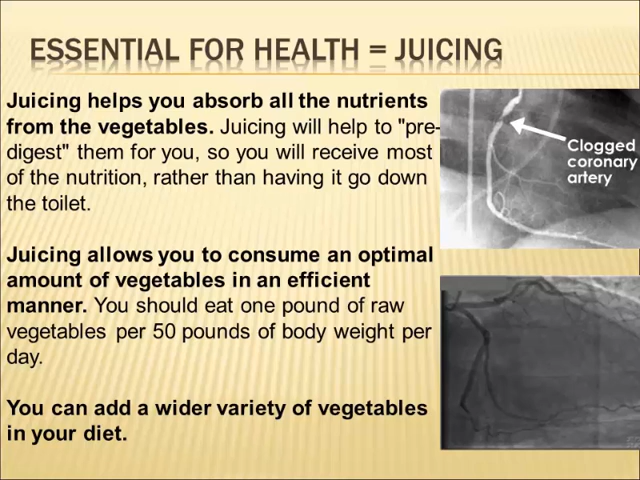 ESSENTIAL FOR HEALTH = JUICING
Juicing helps you absorb all the nutrients
from the vegetables. Juicing will help to "pre-
digest" them for you, so you will receive most
of the nutrition, rather than having it go down
the toilet.
Clogged
coronary
artery
Juicing allows you to consume an optimal
amount of vegetables in an efficient
manner. You should eat one pound of raw
vegetables per 50 pounds of body weight per
day.
You can add a wider variety of vegetables
in your diet.